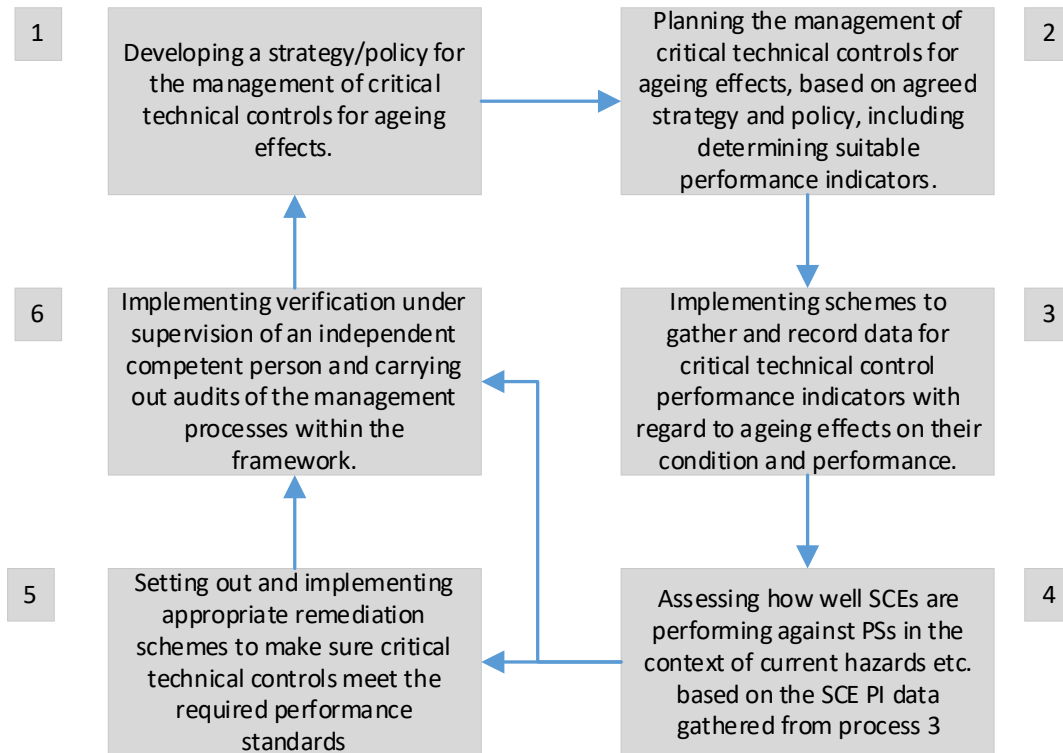 1
Developing a strategy/policy for
the management of critical
technical controls for ageing
effects.
2
Planning the management of
critical technical controls for
ageing effects, based on agreed
strategy and policy, including
determining suitable
performance indicators.
3
Implementing schemes to
gather and record data for
critical technical control
performance indicators with
regard to ageing effects on their
condition and performance.
4
Assessing how well SCEs are
performing against PSs in the
context of current hazards etc.
based on the SCE PI data
gathered from process 3
5
Setting out and implementing
appropriate remediation
schemes to make sure critical
technical controls meet the
required performance
standards
6
Implementing verification under
supervision of an independent
competent person and carrying
out audits of the management
processes within the
framework.